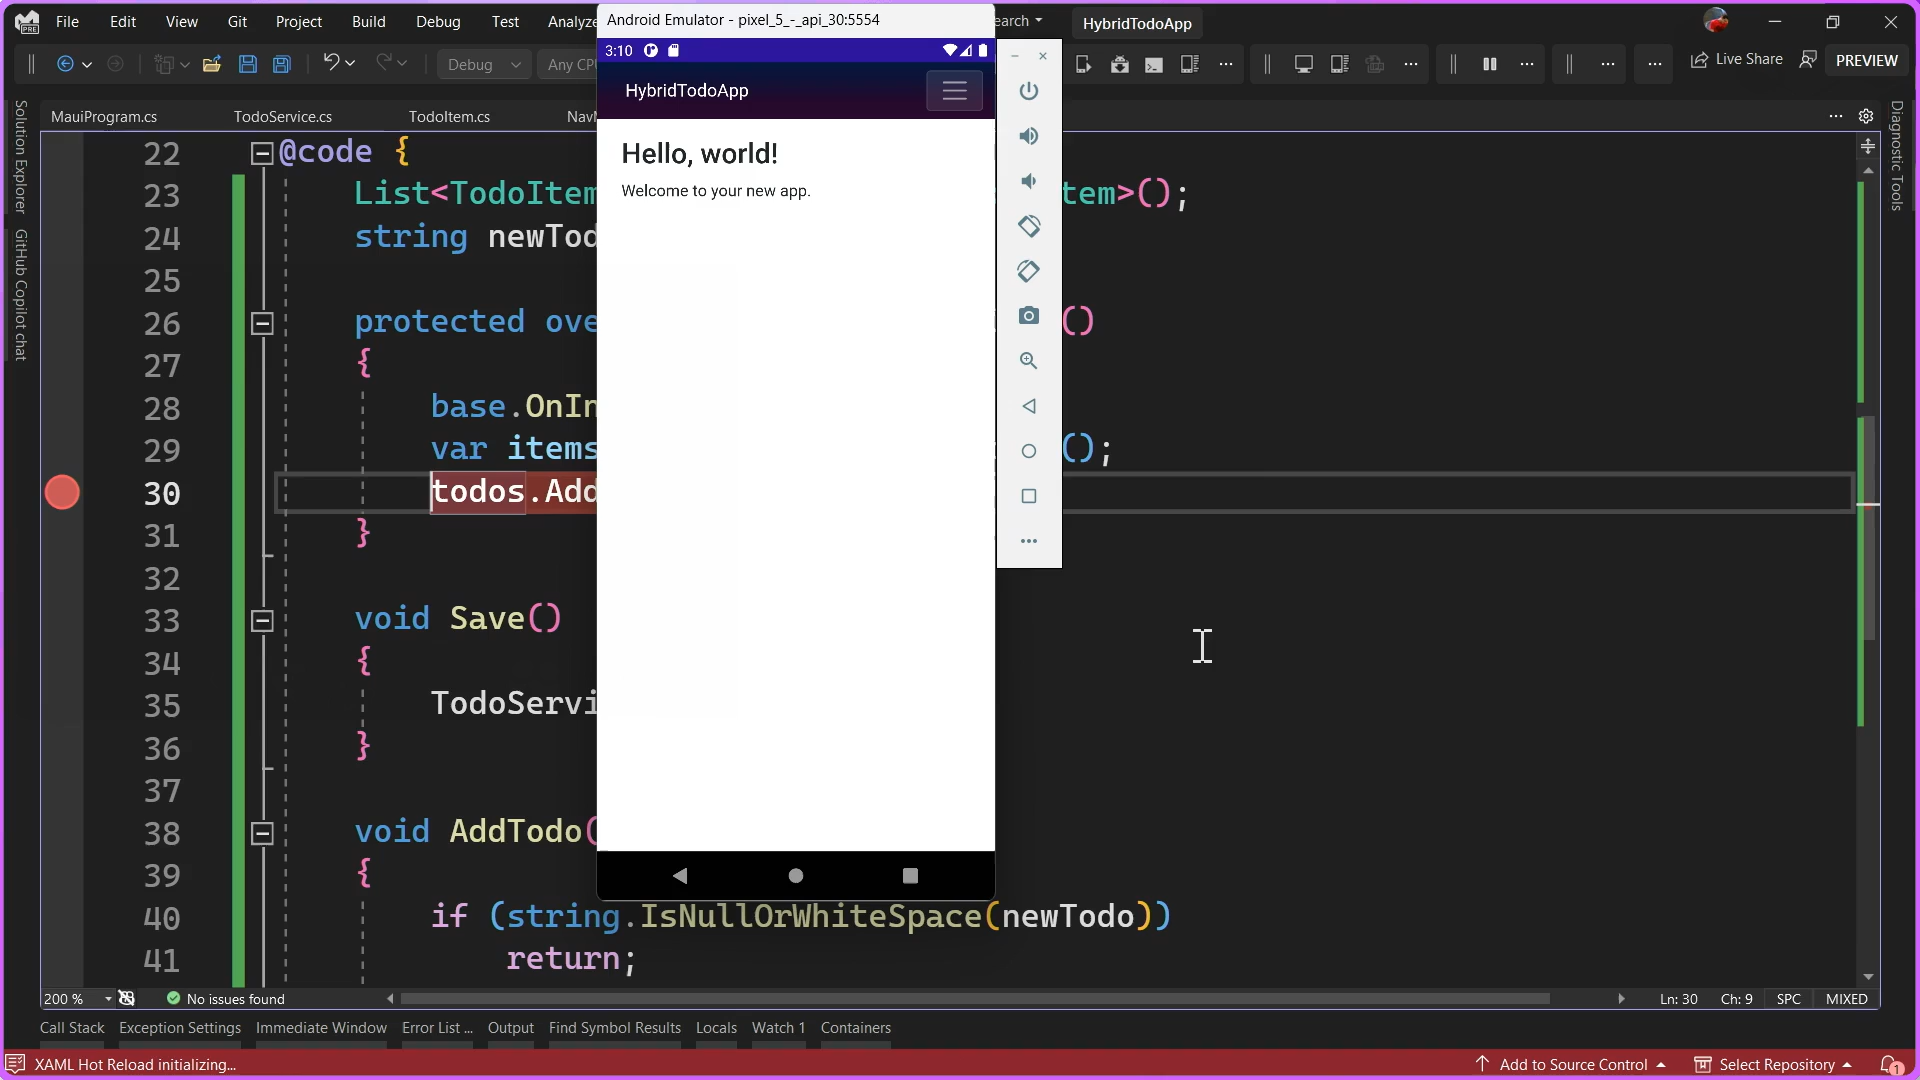 File Edit View Git Project Build Debug Test Analyze
Android Emulator - pixel_5_-_api_30:5554
earch HybridTodoApp
PRE
Debug Any CPU
Live Share
PREVIEW
MauiProgram.cs TodoService.cs TodoItem.cs NavM
3:10
HybridTodoApp
Hello, world!
Welcome to your new app.
Solution Explorer
GitHub Copilot chat
Diagnostic Tools
22 @code {
23 List<TodoItem tem>();
24 string newTod
25
26 protected ove ()
27 {
28 base.OnIn
29 var items ();
30 todos.Add
31 }
32
33 void Save()
34 {
35 TodoServi
36 }
37
38 void AddTodo(
39 {
40 if (string.IsNullOrWhiteSpace(newTodo))
41 return;
200 % No issues found Ln: 30 Ch: 9 SPC MIXED
Call Stack Exception Settings Immediate Window Error List ... Output Find Symbol Results Locals Watch 1 Containers
XAML Hot Reload initializing... Add to Source Control Select Repository 1